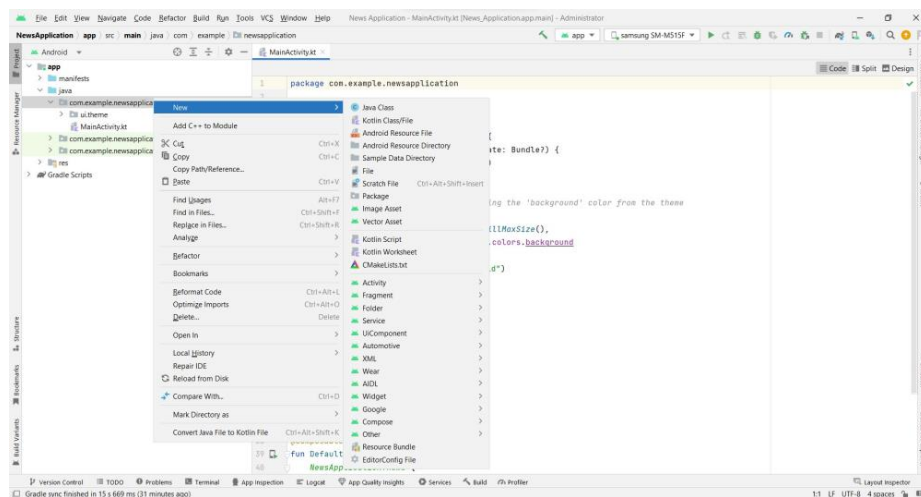 File Edit View Navigate Code Refactor Build Run Tools VCS Window Help News Application - MainActivity.kt [News_Application.app.main] - Administrator
NewsApplication app src main java com example newsapplication app samsung SM-M515F
Android MainActivity.kt
app Code Split Design
manifests 1 package com.example.newsapplication
java
com.example.newsapplica New Java Class
ui.theme Add C++ to Module Kotlin Class/File
MainActivity.kt Android Resource File
com.example.newsapplica Cut Ctrl+X Android Resource Directory ate: Bundle?) {
com.example.newsapplica Copy Ctrl+C Sample Data Directory
res Copy Path/Reference... File
Gradle Scripts Paste Ctrl+V Scratch File Ctrl+Alt+Shift+Insert
Package
Find Usages Alt+F7 Image Asset ing the 'background' color from the theme
Find in Files... Ctrl+Shift+F Vector Asset
Replace in Files... Ctrl+Shift+R
Analyze Kotlin Script illMaxSize(),
Kotlin Worksheet .colors.background
Refactor CMakeLists.txt
Bookmarks Activity d")
Reformat Code Ctrl+Alt+L Fragment
Optimize Imports Ctrl+Alt+O Folder
Delete... Delete Service
Open In UiComponent
Automotive
Local History XML
Repair IDE Wear
Reload from Disk AIDL
Compare With... Ctrl+D Widget
Google
Mark Directory as Compose
Convert Java File to Kotlin File Ctrl+Alt+Shift+K Other
Resource Bundle
39 fun Default EditorConfig File
40
Project
Resource Manager
Structure
Bookmarks
Build Variants
Version Control TODO Problems Terminal App Inspection Logcat App Quality Insights Services Build Profiler Layout Inspector
Gradle sync finished in 15 s 669 ms (31 minutes ago) 1:1 LF UTF-8 4 spaces